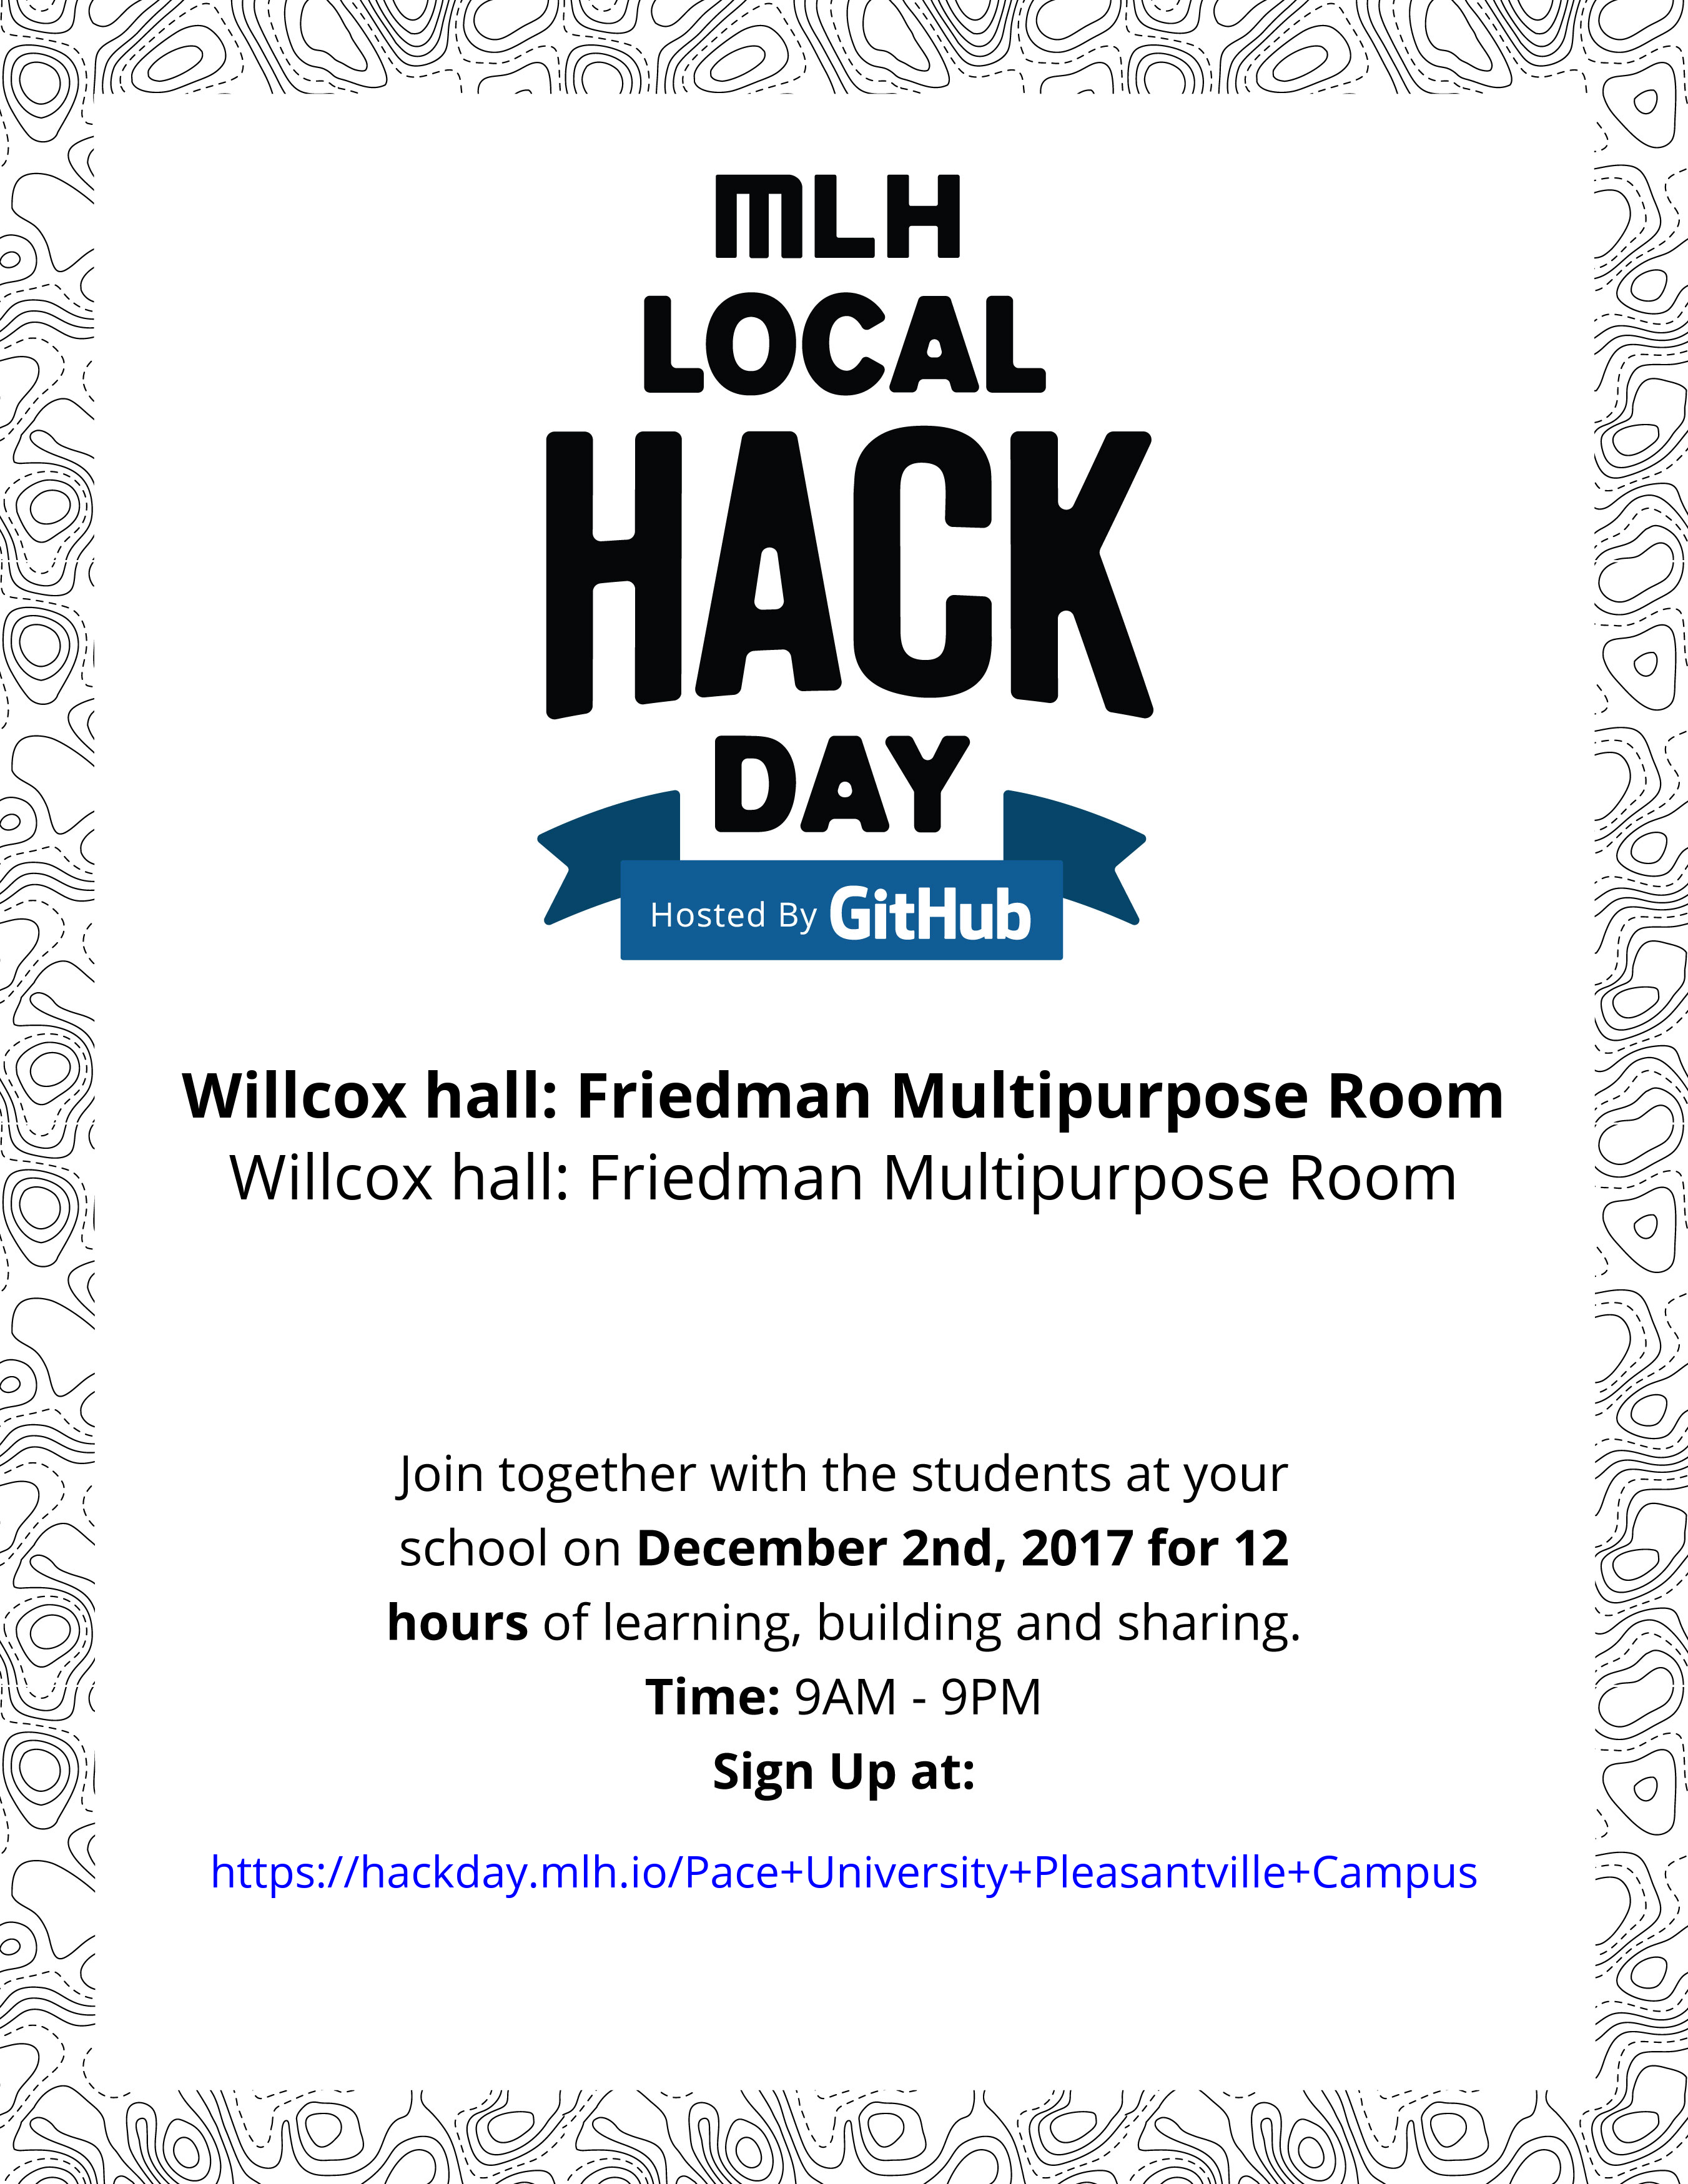 MLH
LOCAL
HACK
DAY
Hosted By GitHub
Willcox hall: Friedman Multipurpose Room
Willcox hall: Friedman Multipurpose Room
Join together with the students at your
school on December 2nd, 2017 for 12
hours of learning, building and sharing.
Time: 9AM - 9PM
Sign Up at:
https://hackday.mlh.io/Pace+University+Pleasantville+Campus